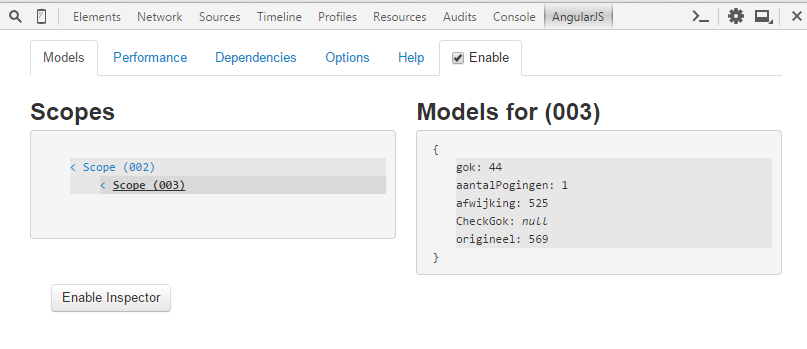 Elements Network Sources Timeline Profiles Resources Audits Console AngularJS
Models Performance Dependencies Options Help Enable
Scopes
< Scope (002)
< Scope (003)
Enable Inspector
Models for (003)
{
gok: 44
aantalPogingen: 1
afwijking: 525
CheckGok: null
origineel: 569
}